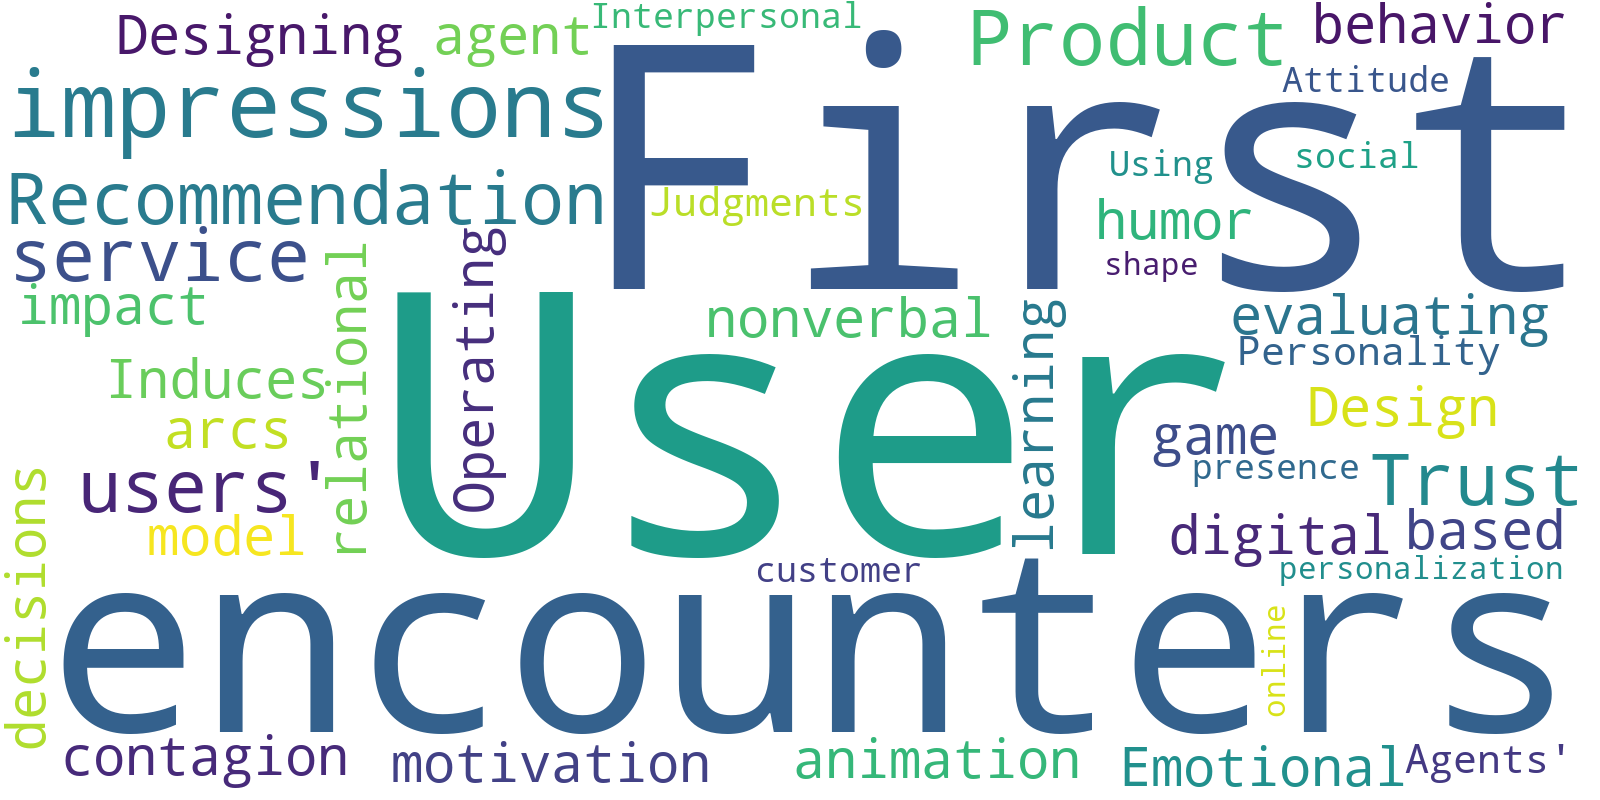 Designing
agent
Interpersonal
Product
behavior
impressions
First
Attitude
Using
social
Recommendation
Judgments
humor
service
shape
relational
Operating
impact
User
nonverbal
learning
evaluating
Personality
Induces
arcs
Design
game
users'
presence
Trust
model
digital
based
decisions
customer
personalization
encounters
online
contagion
motivation
animation
Emotional
Agents'